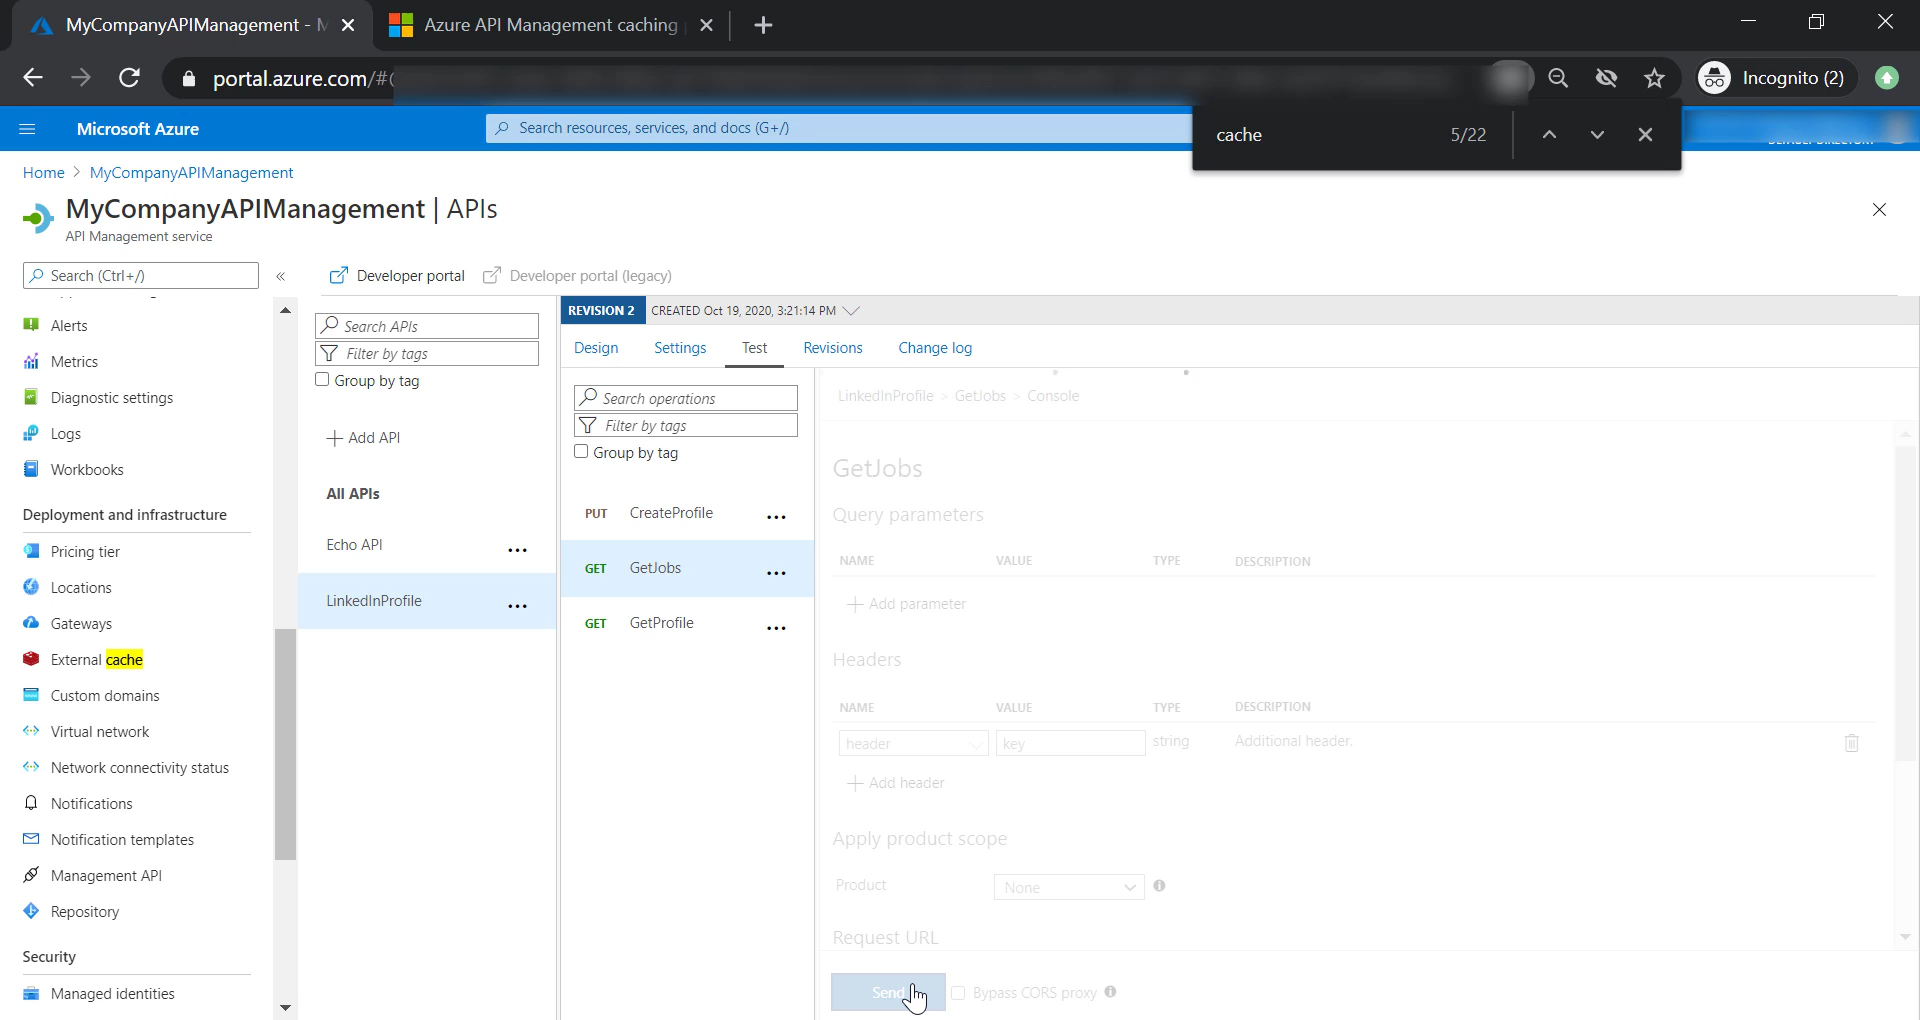 MyCompanyAPIManagement - M
Azure API Management caching
portal.azure.com/#
Incognito (2)
Microsoft Azure
Search resources, services, and docs (G+/)
cache
5/22
Home > MyCompanyAPIManagement
MyCompanyAPIManagement | APIs
API Management service
Search (Ctrl+/)
«
Developer portal
Developer portal (legacy)
Alerts
Metrics
Diagnostic settings
Logs
Workbooks
Deployment and infrastructure
Pricing tier
Locations
Gateways
External cache
Custom domains
Virtual network
Network connectivity status
Notifications
Notification templates
Management API
Repository
Security
Managed identities
Search APIs
Filter by tags
Group by tag
Add API
All APIs
Echo API
...
LinkedInProfile
...
REVISION 2
CREATED Oct 19, 2020, 3:21:14 PM
Design
Settings
Test
Revisions
Change log
Search operations
Filter by tags
Group by tag
PUT CreateProfile ...
GET GetJobs ...
GET GetProfile ...
LinkedInProfile > GetJobs > Console
GetJobs
Query parameters
NAME VALUE TYPE DESCRIPTION
Add parameter
Headers
NAME VALUE TYPE DESCRIPTION
header key string Additional header.
Add header
Apply product scope
Product None
Request URL
Send Bypass CORS proxy